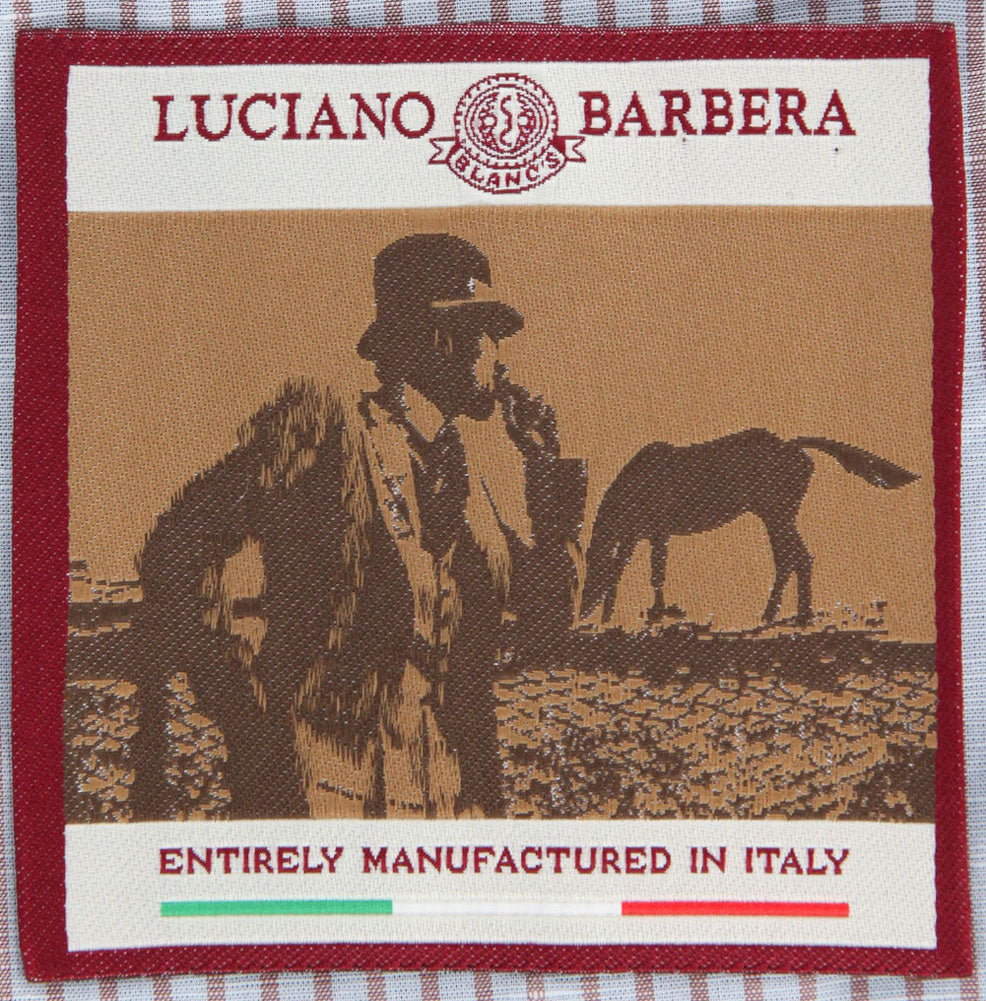 LUCIANO BARBERA
BLANC'S
ENTIRELY MANUFACTURED IN ITALY